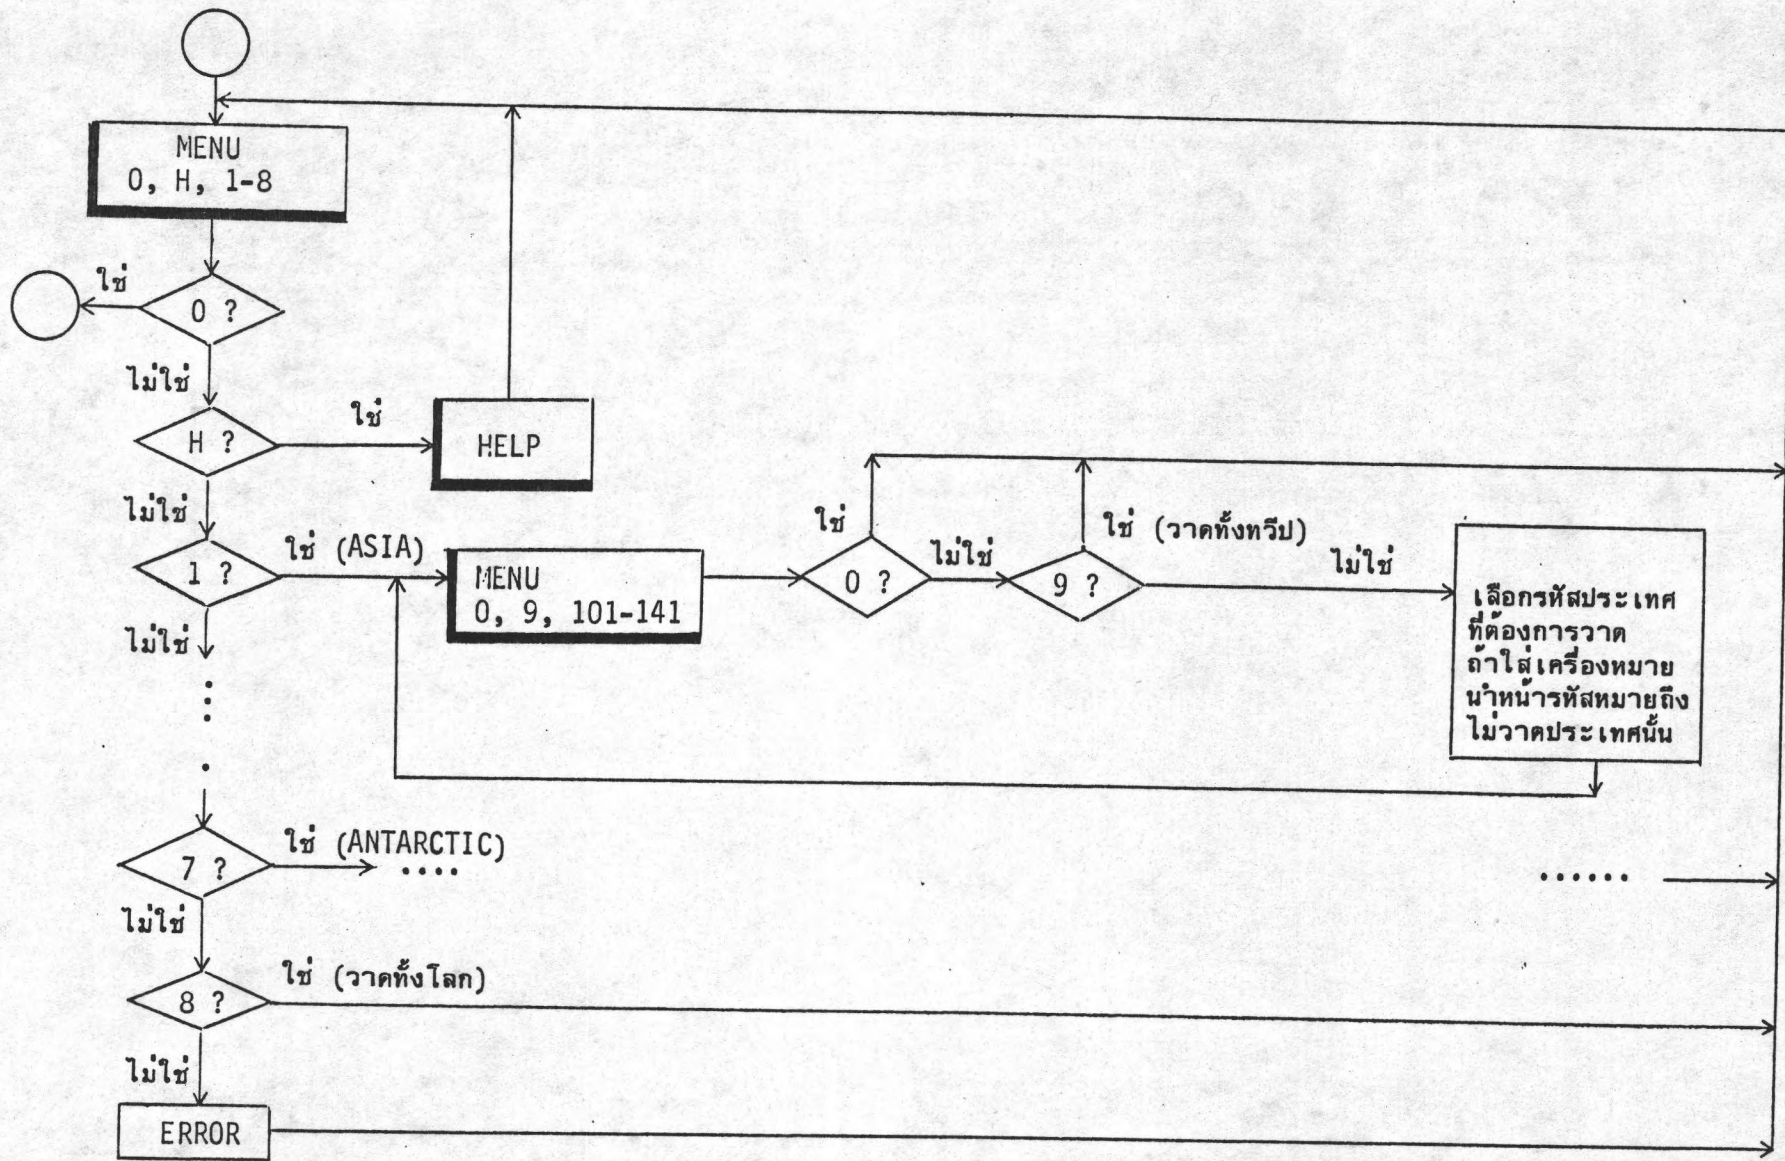 MENU
0, H, 1-8
ใช่
0 ?
ไม่ใช่
H ?
ใช่
HELP
ไม่ใช่
1 ?
ใช่ (ASIA)
MENU
0, 9, 101-141
ใช่
0 ?
ไม่ใช่
9 ?
ใช่ (วาดทั้งทวีป)
ไม่ใช่
เลือกรหัสประเทศ
ที่ต้องการวาด
ถ้าใส่เครื่องหมาย
นำหน้ารหัสหมายถึง
ไม่วาดประเทศนั้น
ไม่ใช่
7 ?
ใช่ (ANTARCTIC)
....
......
ไม่ใช่
8 ?
ใช่ (วาดทั้งโลก)
ไม่ใช่
ERROR